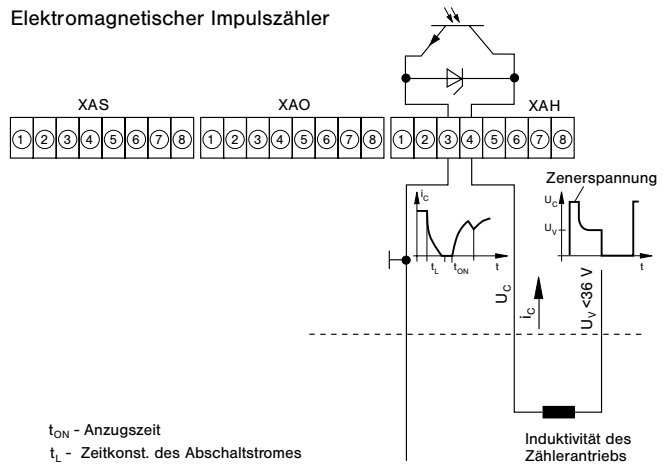 Elektromagnetischer Impulszähler
XAS
XAO
XAH
1 2 3 4 5 6 7 8
1 2 3 4 5 6 7 8
1 2 3 4 5 6 7 8
Zenerspannung
i_C
t_L
t_ON
t
U_C
U_V
t
U_C
i_C
U_V <36 V
t_ON - Anzugszeit
t_L - Zeitkonst. des Abschaltstromes
Induktivität des
Zählerantriebs